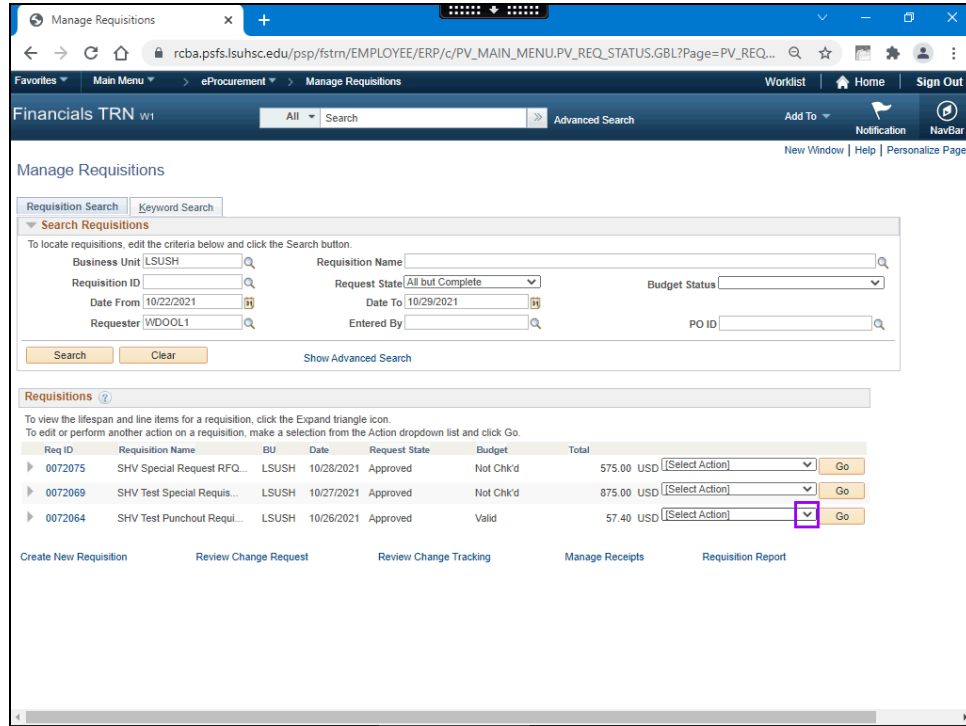 Manage Requisitions
rcba.psfs.lsuhsc.edu/psp/fstrn/EMPLOYEE/ERP/c/PV_MAIN_MENU.PV_REQ_STATUS.GBL?Page=PV_REQ...
Favorites Main Menu > eProcurement > Manage Requisitions Worklist Home Sign Out
Financials TRN W1 All Search » Advanced Search Add To Notification NavBar
New Window | Help | Personalize Page
Manage Requisitions
Requisition Search Keyword Search
Search Requisitions
To locate requisitions, edit the criteria below and click the Search button.
Business Unit LSUSH Requisition Name
Requisition ID Request State All but Complete Budget Status
Date From 10/22/2021 Date To 10/29/2021
Requester WDOOL1 Entered By PO ID
Search Clear Show Advanced Search
Requisitions ?
To view the lifespan and line items for a requisition, click the Expand triangle icon.
To edit or perform another action on a requisition, make a selection from the Action dropdown list and click Go.
Req ID Requisition Name BU Date Request State Budget Total
0072075 SHV Special Request RFQ... LSUSH 10/28/2021 Approved Not Chk'd 575.00 USD [Select Action] Go
0072069 SHV Test Special Requis... LSUSH 10/27/2021 Approved Not Chk'd 875.00 USD [Select Action] Go
0072064 SHV Test Punchout Requi... LSUSH 10/26/2021 Approved Valid 57.40 USD [Select Action] Go
Create New Requisition Review Change Request Review Change Tracking Manage Receipts Requisition Report